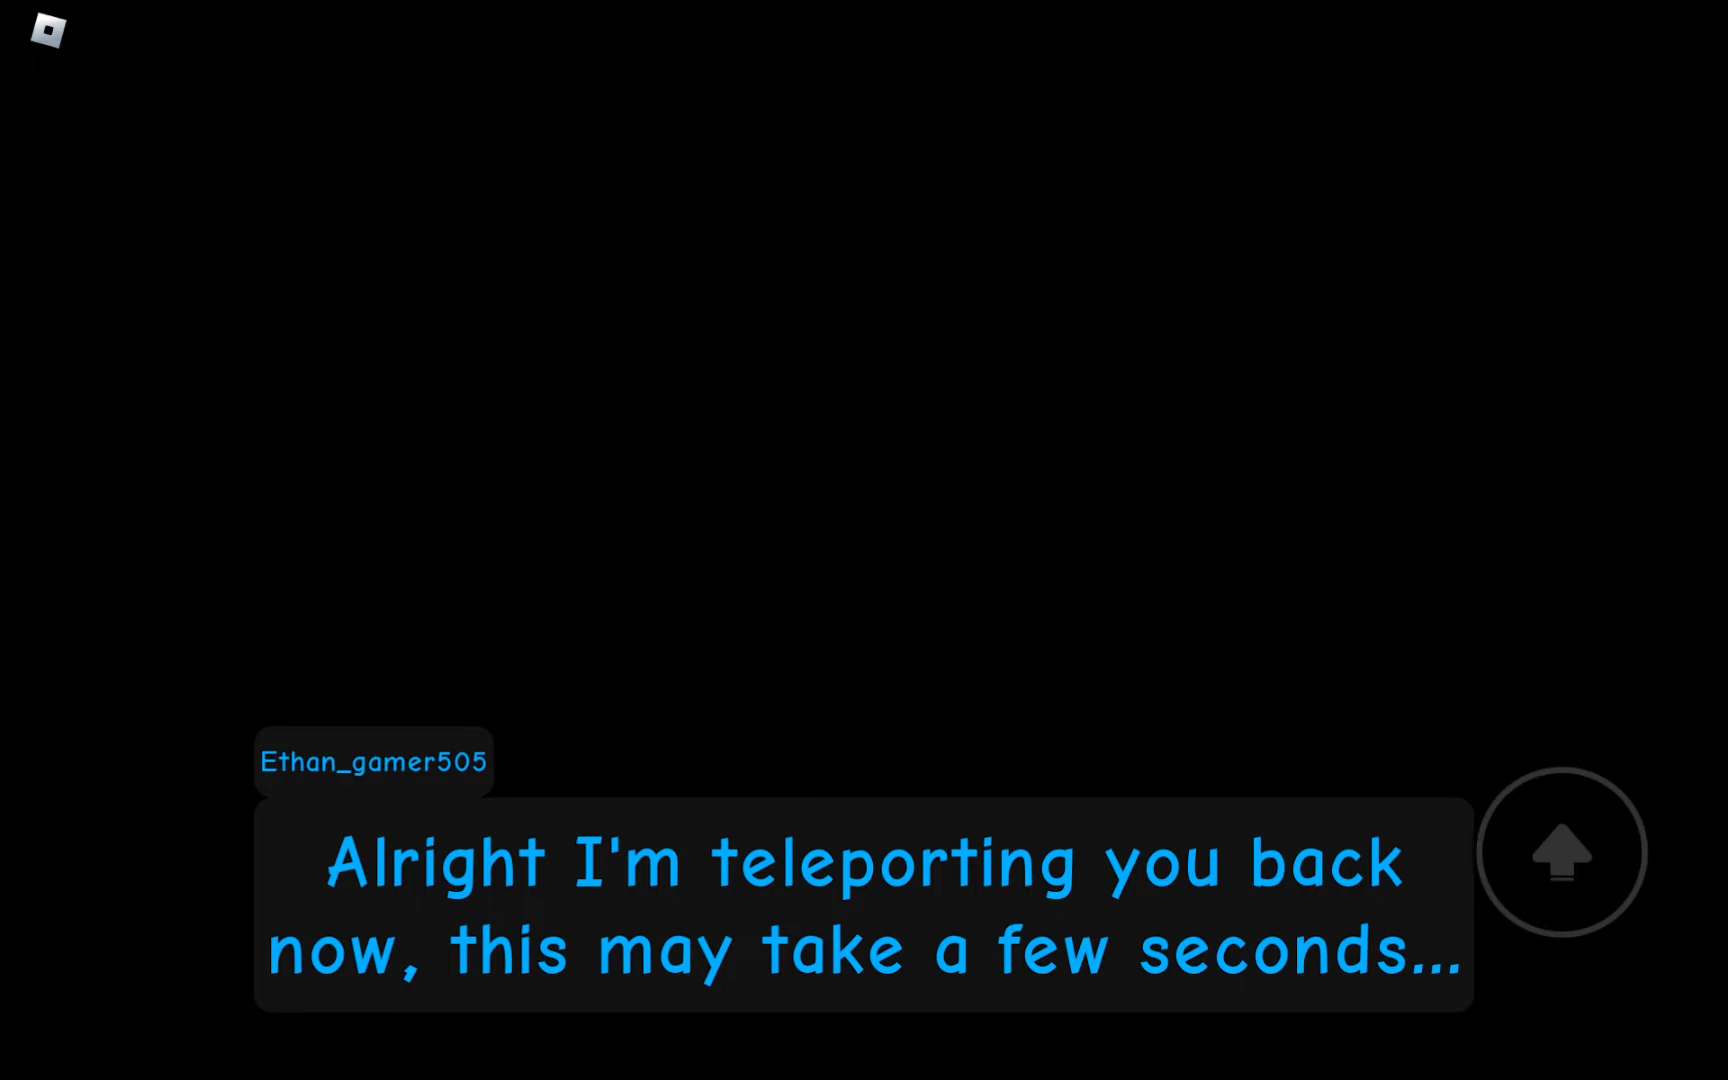 Ethan_gamer505
Alright I'm teleporting you back
now, this may take a few seconds...